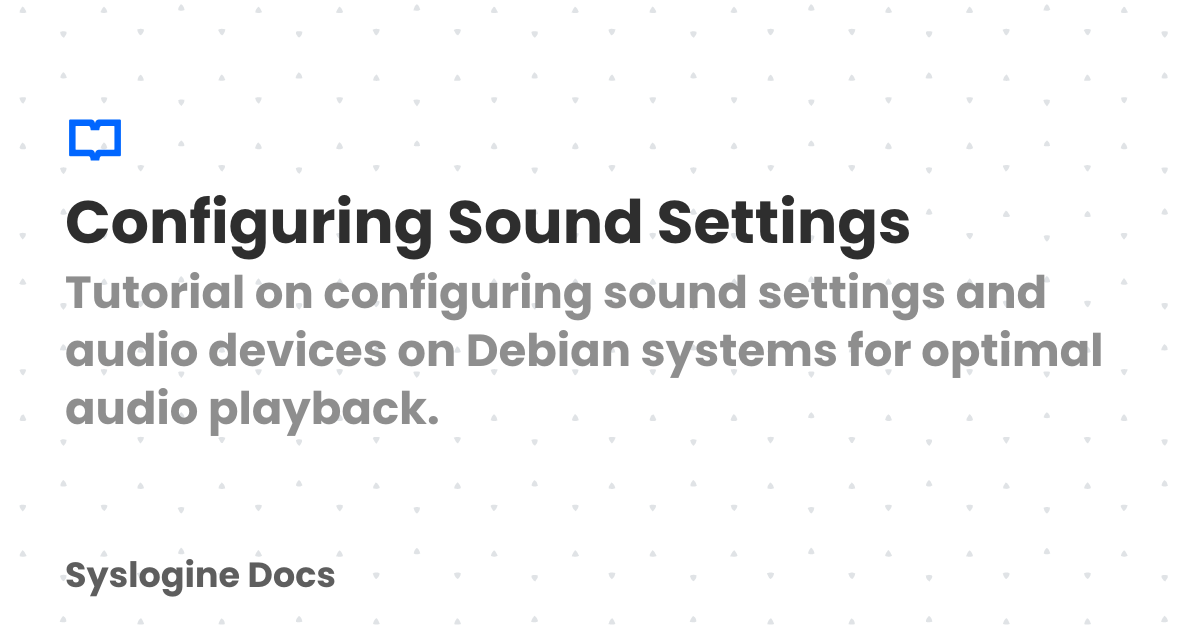 Configuring Sound Settings
Tutorial on configuring sound settings and
audio devices on Debian systems for optimal
audio playback.
Syslogine Docs